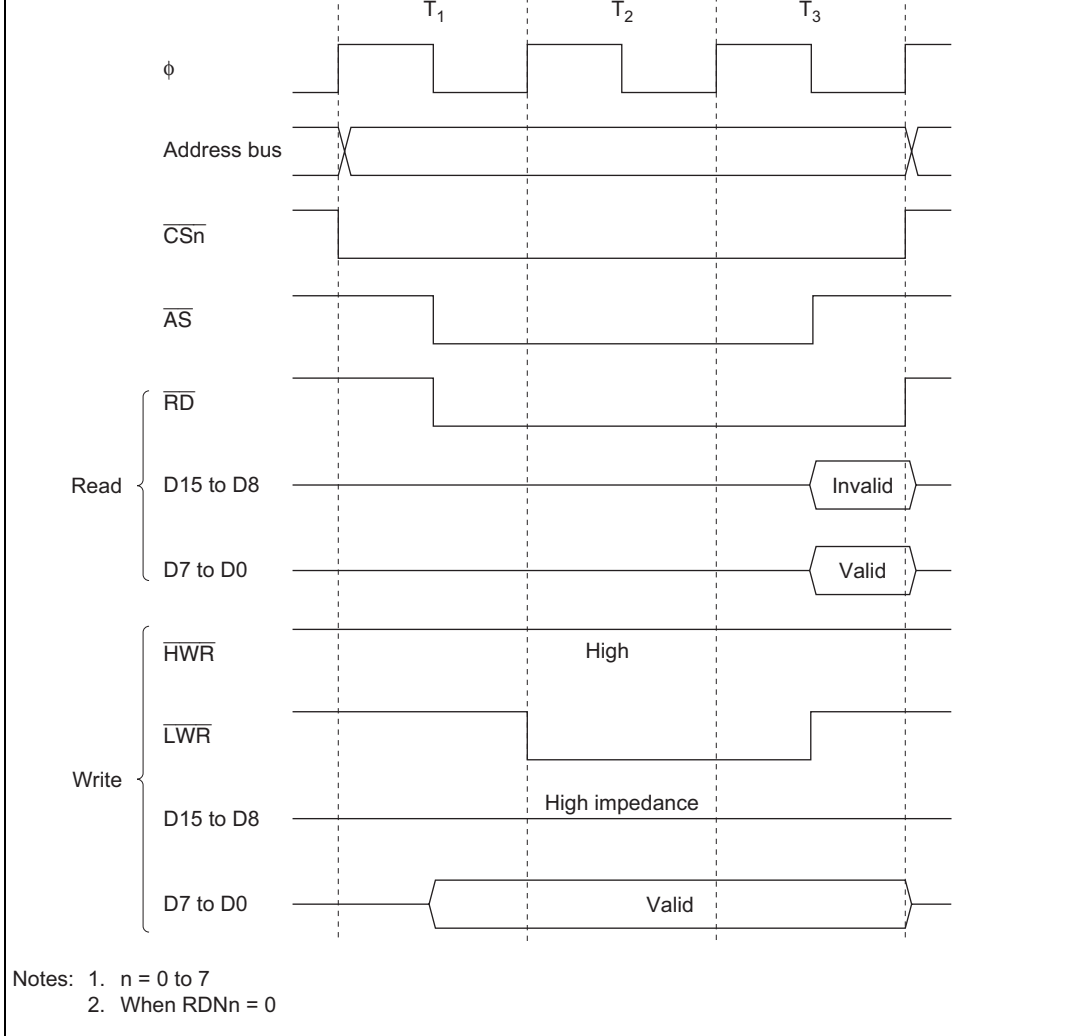 T1 T2 T3
ϕ
Address bus
CSn
AS
RD
Read D15 to D8 Invalid
D7 to D0 Valid
HWR High
LWR
Write
D15 to D8 High impedance
D7 to D0 Valid
Notes: 1. n = 0 to 7
2. When RDNn = 0